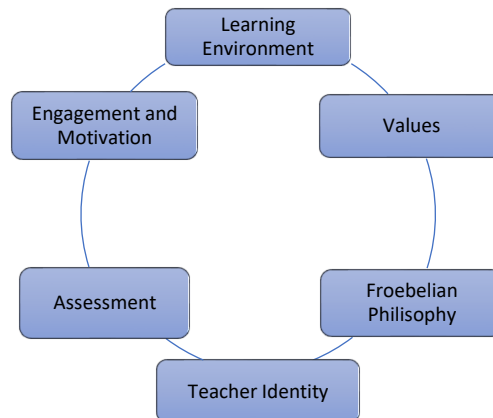 Learning
Environment
Engagement and
Motivation
Values
Assessment
Froebelian
Philisophy
Teacher Identity